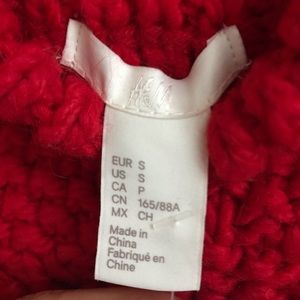 H&M
EUR S
US S
CA P
CN 165/88A
MX CH
Made in
China
Fabriqué en
Chine